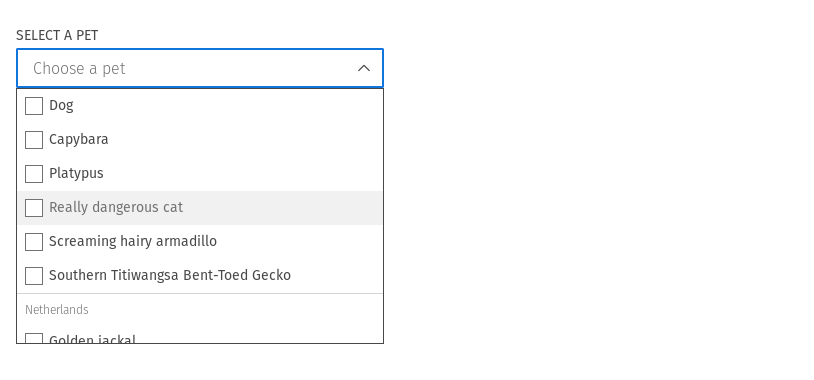 SELECT A PET
Choose a pet
Dog
Capybara
Platypus
Really dangerous cat
Screaming hairy armadillo
Southern Titiwangsa Bent-Toed Gecko
Netherlands
Golden jackal